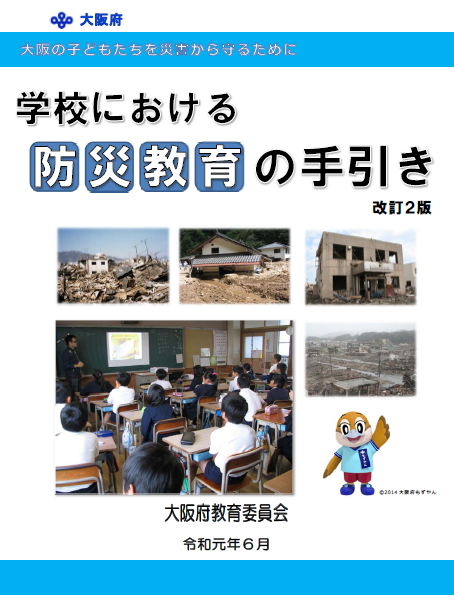 大阪府
大阪の子どもたちを災害から守るために
学校における
防災教育の手引き
改訂2版
©2014 大阪府もずやん
大阪府教育委員会
令和元年6月